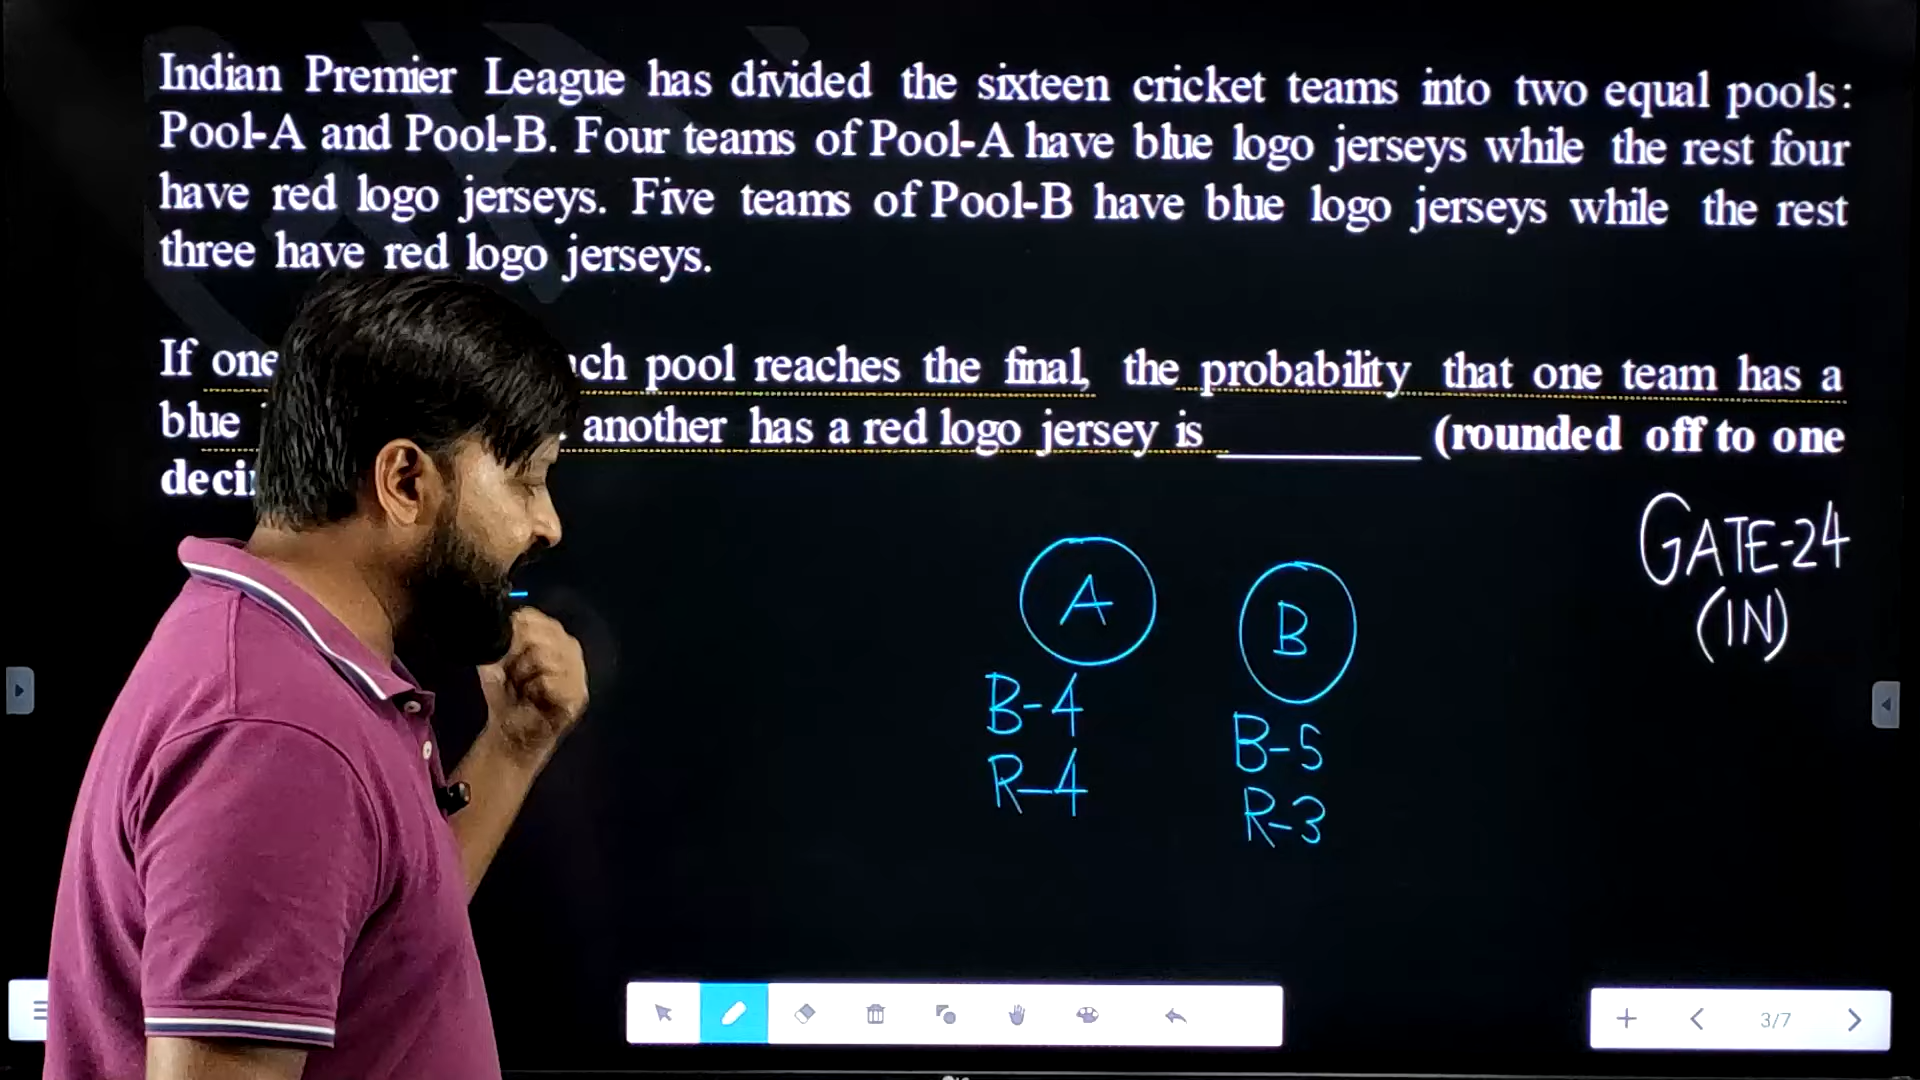 Indian Premier League has divided the sixteen cricket teams into two equal pools:
Pool-A and Pool-B. Four teams of Pool-A have blue logo jerseys while the rest four
have red logo jerseys. Five teams of Pool-B have blue logo jerseys while the rest
three have red logo jerseys.
If one pool reaches the final, the probability that one team has a
blue another has a red logo jersey is ________ (rounded off to one
GATE-24
(IN)
A B
B-4 B-5
R-4 R-3
3/7